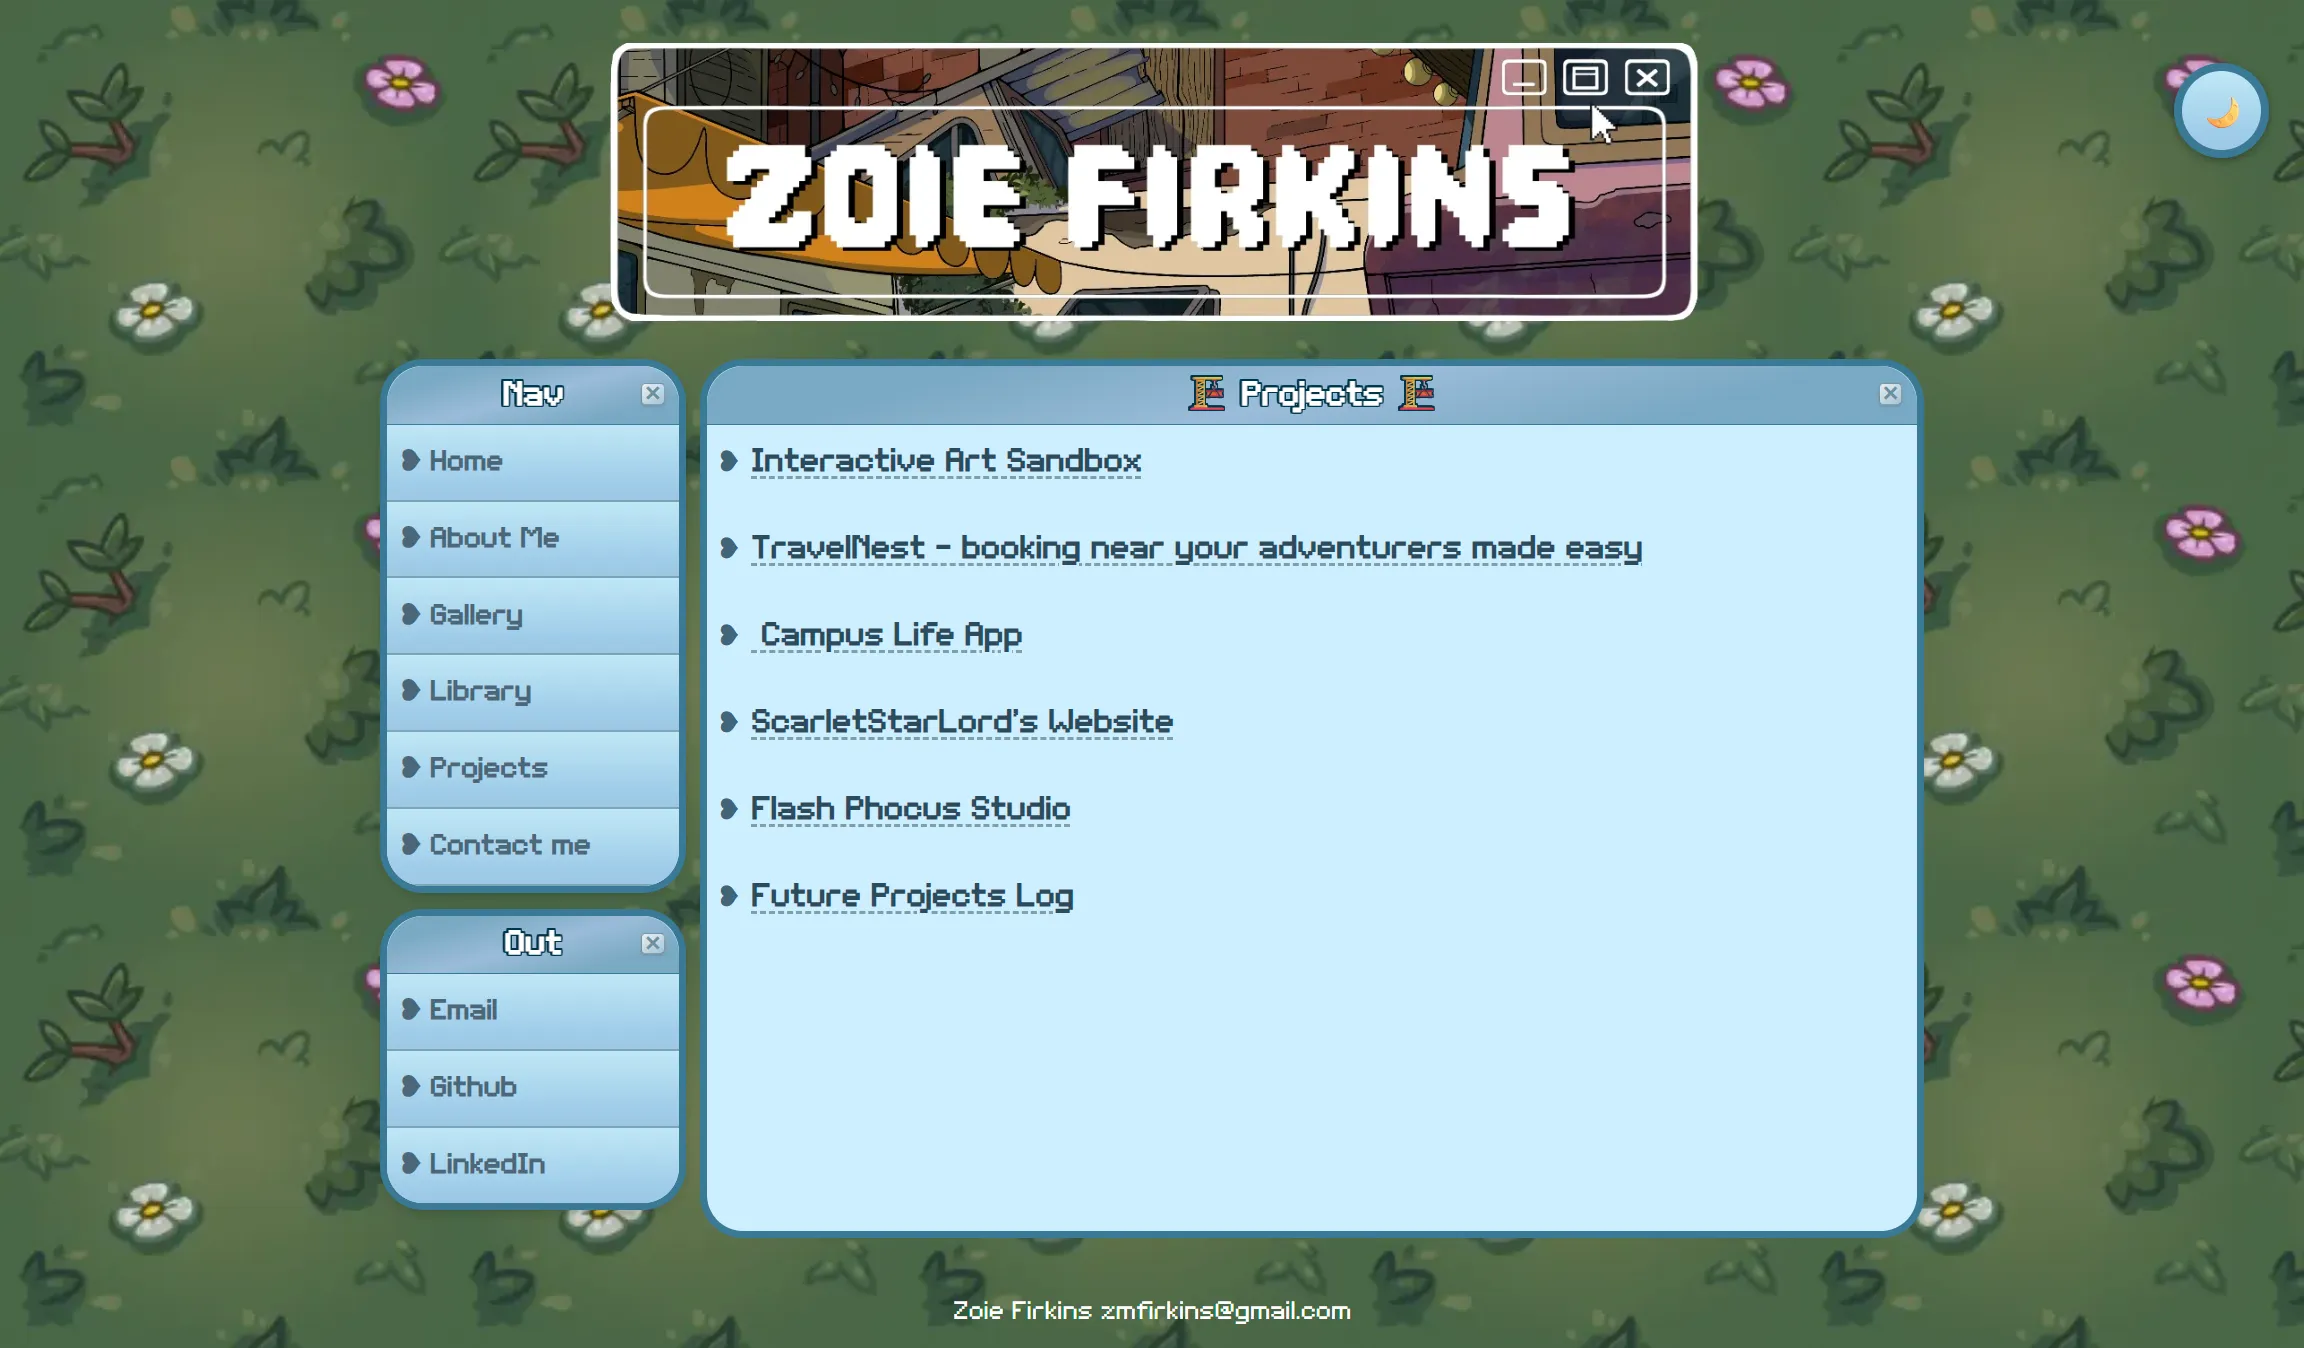 ZOIE FIRKINS
Nav
Home
About Me
Gallery
Library
Projects
Contact me
Out
Email
Github
LinkedIn
Projects
Interactive Art Sandbox
TravelNest - booking near your adventurers made easy
Campus Life App
ScarletStarLord's Website
Flash Phocus Studio
Future Projects Log
Zoie Firkins zmfirkins@gmail.com